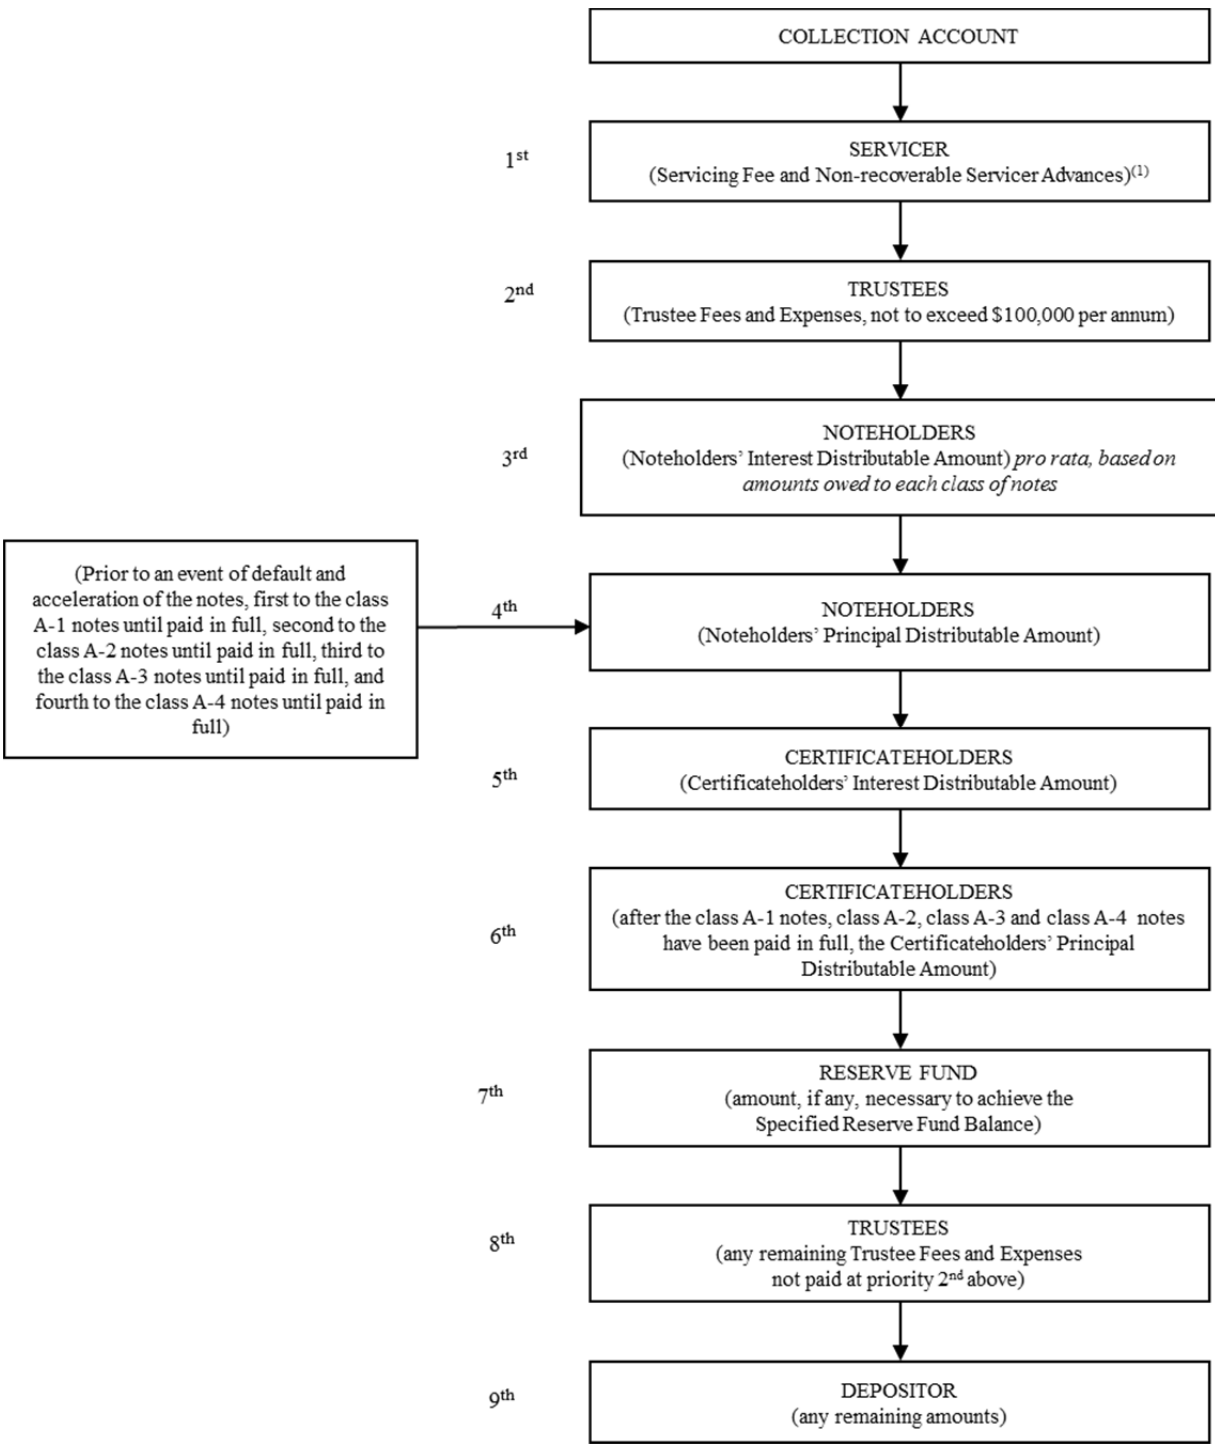 COLLECTION ACCOUNT
1st
SERVICER
(Servicing Fee and Non-recoverable Servicer Advances)(1)
2nd
TRUSTEES
(Trustee Fees and Expenses, not to exceed $100,000 per annum)
3rd
NOTEHOLDERS
(Noteholders’ Interest Distributable Amount) pro rata, based on
amounts owed to each class of notes
(Prior to an event of default and
acceleration of the notes, first to the class
A-1 notes until paid in full, second to the
class A-2 notes until paid in full, third to
the class A-3 notes until paid in full, and
fourth to the class A-4 notes until paid in
full)
4th
NOTEHOLDERS
(Noteholders’ Principal Distributable Amount)
5th
CERTIFICATEHOLDERS
(Certificateholders’ Interest Distributable Amount)
6th
CERTIFICATEHOLDERS
(after the class A-1 notes, class A-2, class A-3 and class A-4 notes
have been paid in full, the Certificateholders’ Principal
Distributable Amount)
7th
RESERVE FUND
(amount, if any, necessary to achieve the
Specified Reserve Fund Balance)
8th
TRUSTEES
(any remaining Trustee Fees and Expenses
not paid at priority 2nd above)
9th
DEPOSITOR
(any remaining amounts)